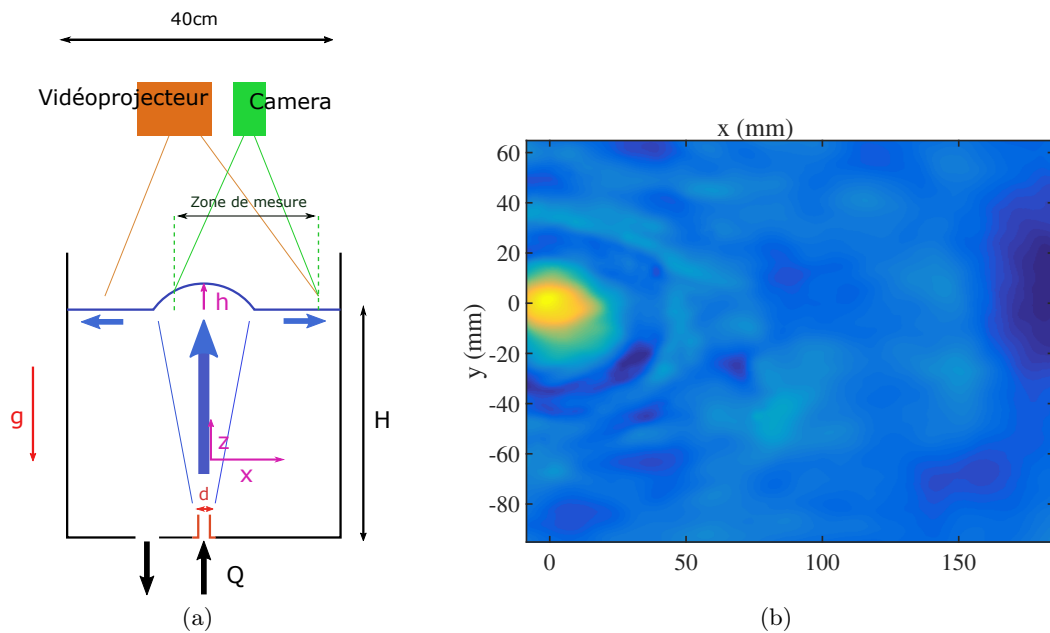 40cm
Vidéoprojecteur
Camera
Zone de mesure
h
g
H
z
x
d
Q
(a)
x (mm)
y (mm)
60
40
20
0
-20
-40
-60
-80
0
50
100
150
(b)